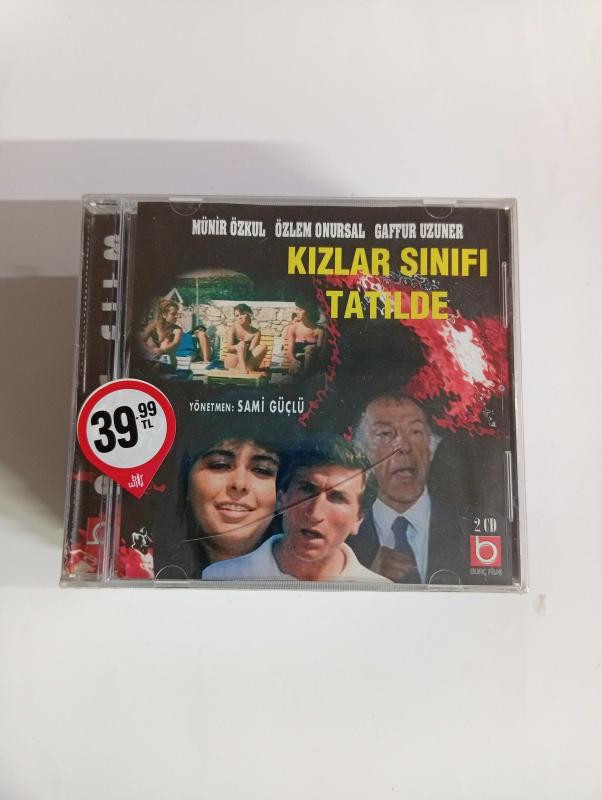 MÜNİR ÖZKUL ÖZLEM ONURSAL GAFFUR UZUNER
KIZLAR SINIFI
TATİLDE
YÖNETMEN: SAMİ GÜÇLÜ
39.99
TL
2 CD
b